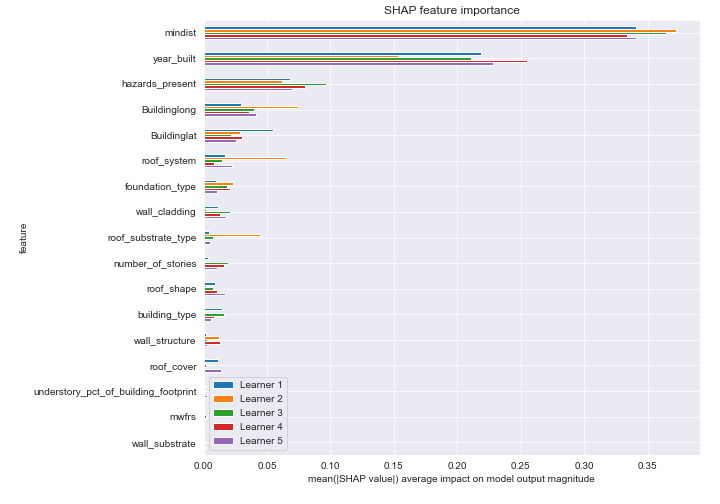 SHAP feature importance
mindist
year_built
hazards_present
Buildinglong
Buildinglat
roof_system
foundation_type
wall_cladding
roof_substrate_type
number_of_stories
roof_shape
building_type
wall_structure
roof_cover
understory_pct_of_building_footprint
mwfrs
wall_substrate
feature
Learner 1
Learner 2
Learner 3
Learner 4
Learner 5
0.00 0.05 0.10 0.15 0.20 0.25 0.30 0.35
mean(|SHAP value|) average impact on model output magnitude